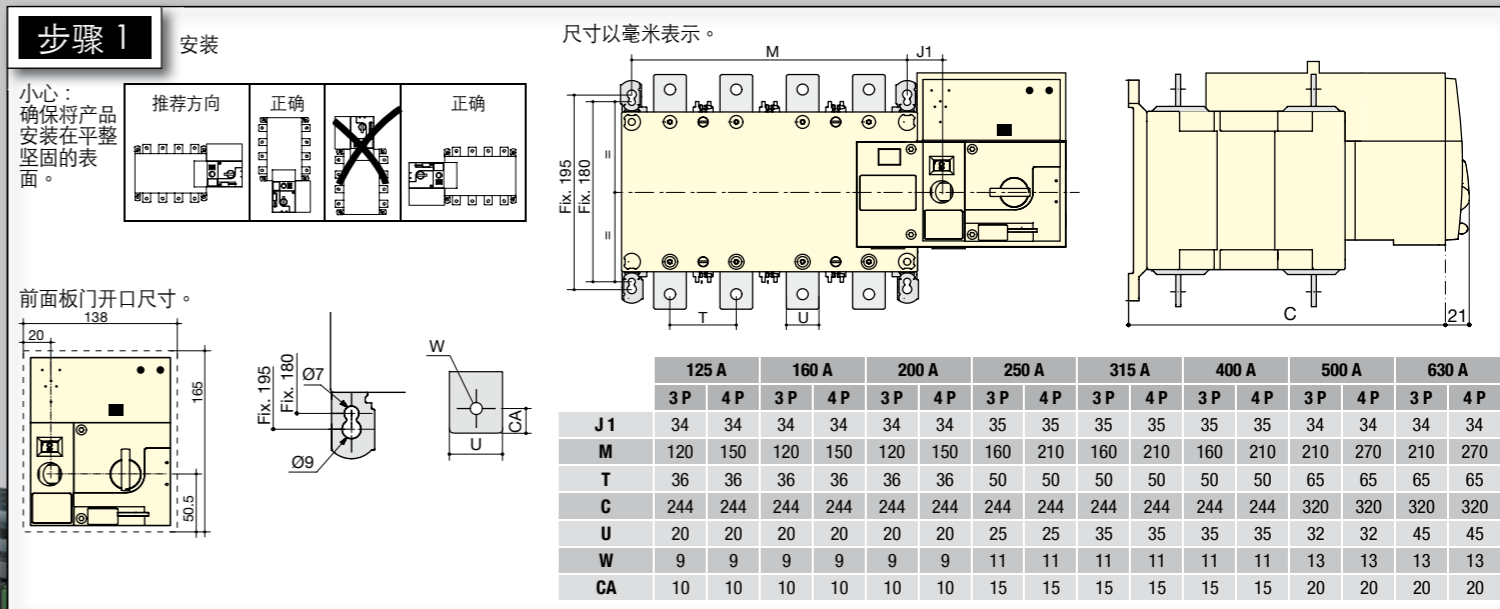 步骤 1
安装
小心：
确保将产品
安装在平整
坚固的表
面。
推荐方向
正确
正确
尺寸以毫米表示。
M
J1
Fix. 195
Fix. 180
=
=
T
U
C
21
前面板门开口尺寸。
138
20
165
50.5
Fix. 195
Fix. 180
Ø7
Ø9
W
CA
U
125 A 160 A 200 A 250 A 315 A 400 A 500 A 630 A
3 P 4 P 3 P 4 P 3 P 4 P 3 P 4 P 3 P 4 P 3 P 4 P 3 P 4 P 3 P 4 P
J 1 34 34 34 34 34 34 35 35 35 35 35 35 34 34 34 34
M 120 150 120 150 120 150 160 210 160 210 160 210 210 270 210 270
T 36 36 36 36 36 36 50 50 50 50 50 50 65 65 65 65
C 244 244 244 244 244 244 244 244 244 244 244 244 320 320 320 320
U 20 20 20 20 20 20 25 25 35 35 35 35 32 32 45 45
W 9 9 9 9 9 9 11 11 11 11 11 11 13 13 13 13
CA 10 10 10 10 10 10 15 15 15 15 15 15 20 20 20 20